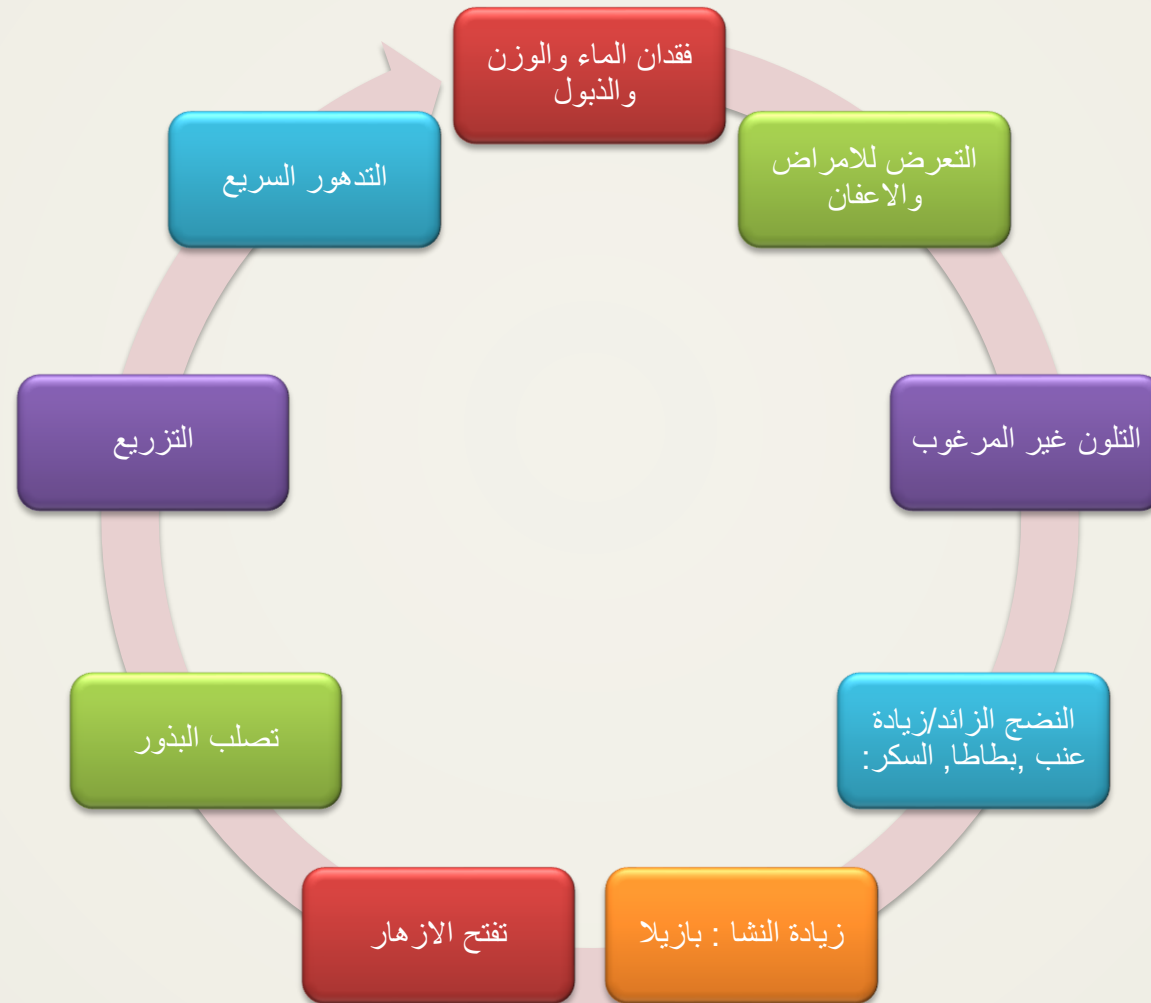 فقدان الماء والوزن
والذبول
التعرض للامراض
والاعفان
التلون غير المرغوب
النضج الزائد/زيادة
عنب ,بطاطا, السكر:
زيادة النشا : بازيلا
تفتح الازهار
تصلب البذور
التزريع
التدهور السريع